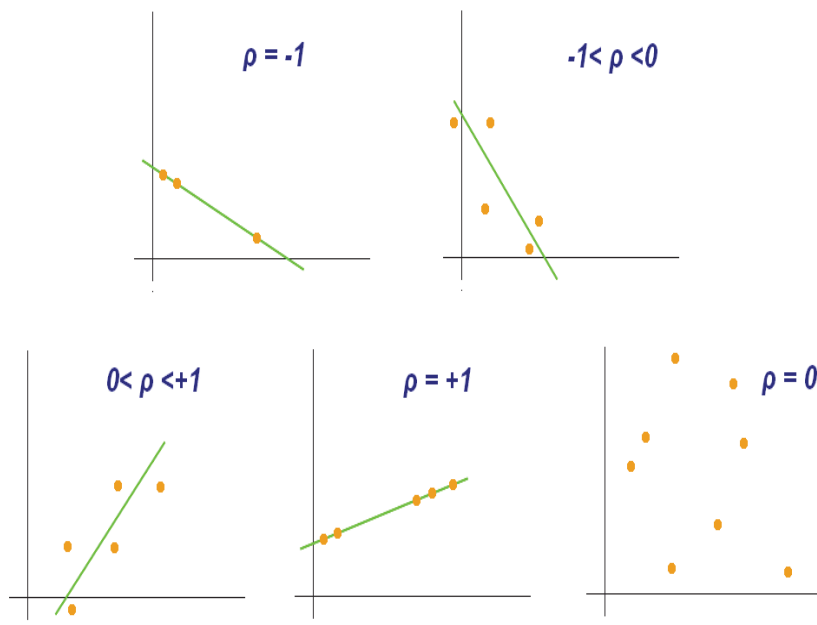 ρ = -1
-1< ρ <0
0< ρ <+1
ρ = +1
ρ = 0